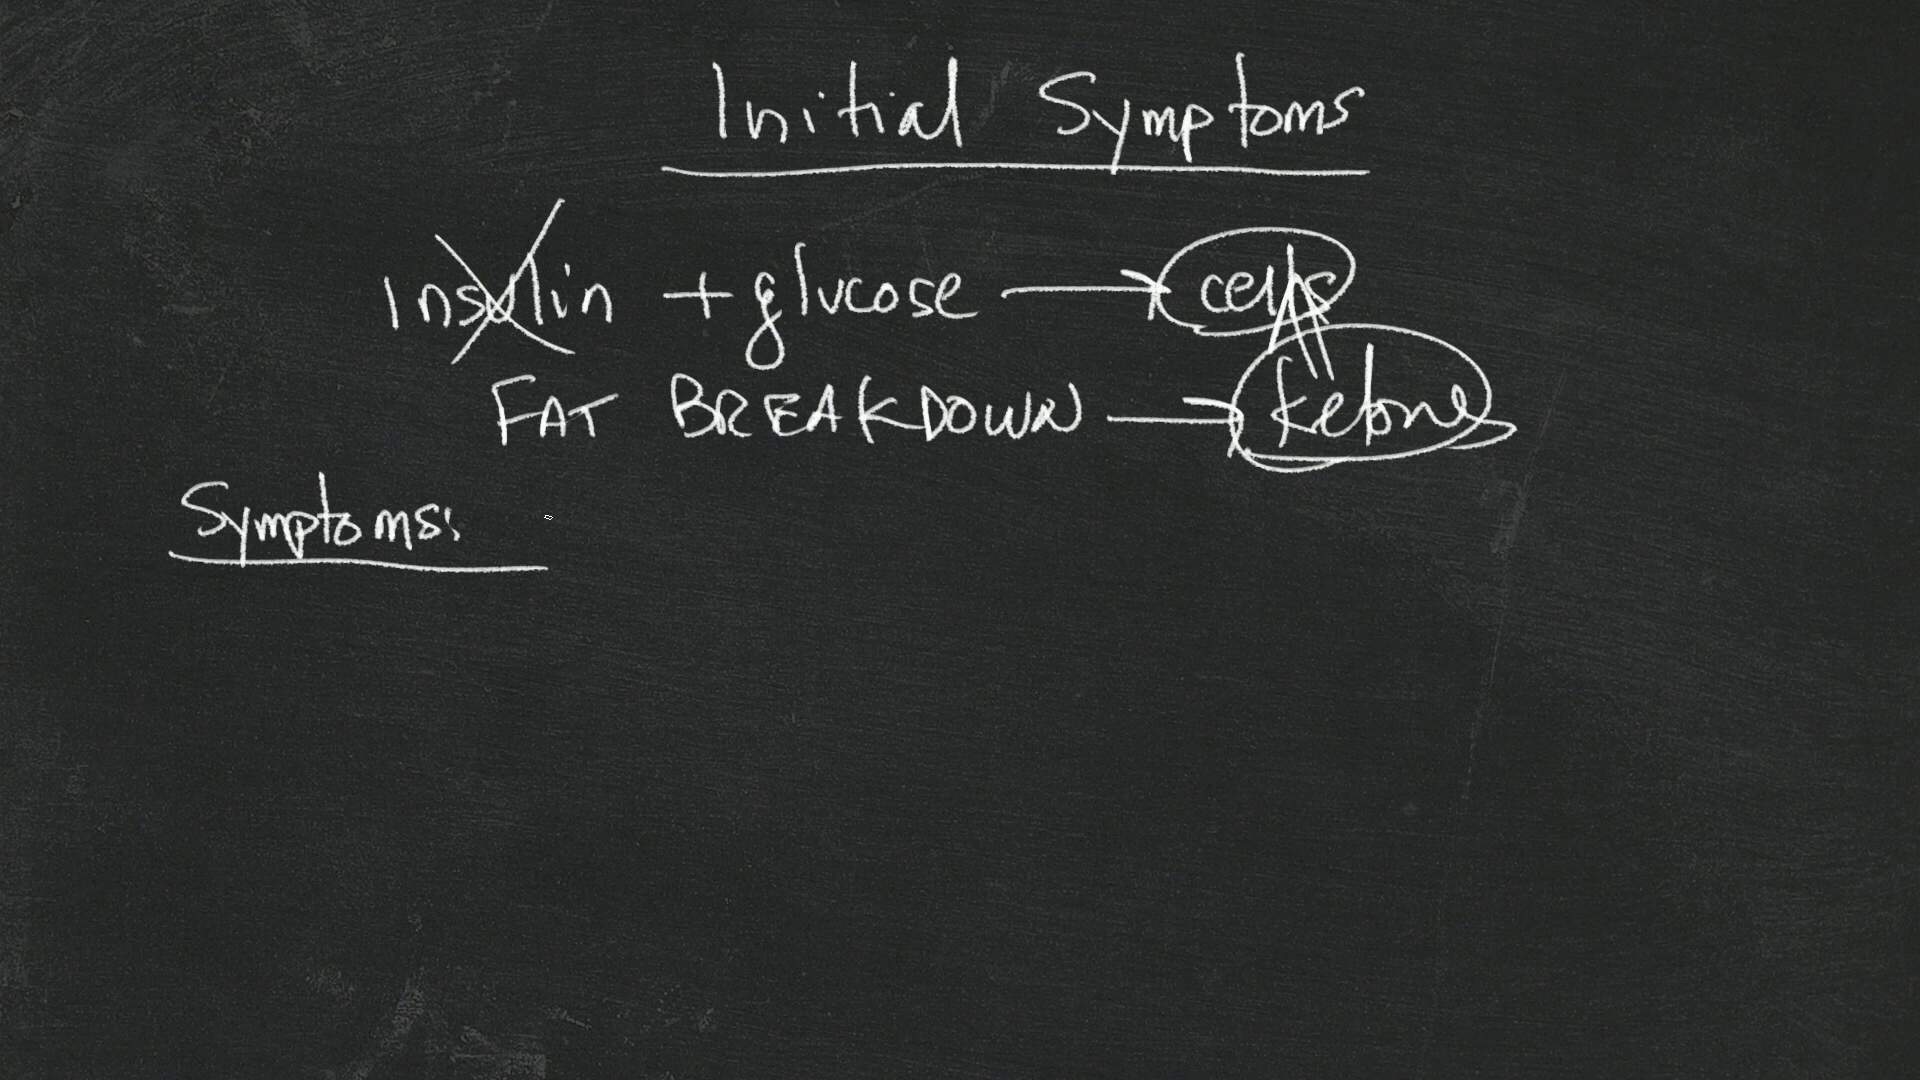 Initial Symptoms
Insulin + glucose → cells
FAT BREAKDOWN → ketones
Symptoms: